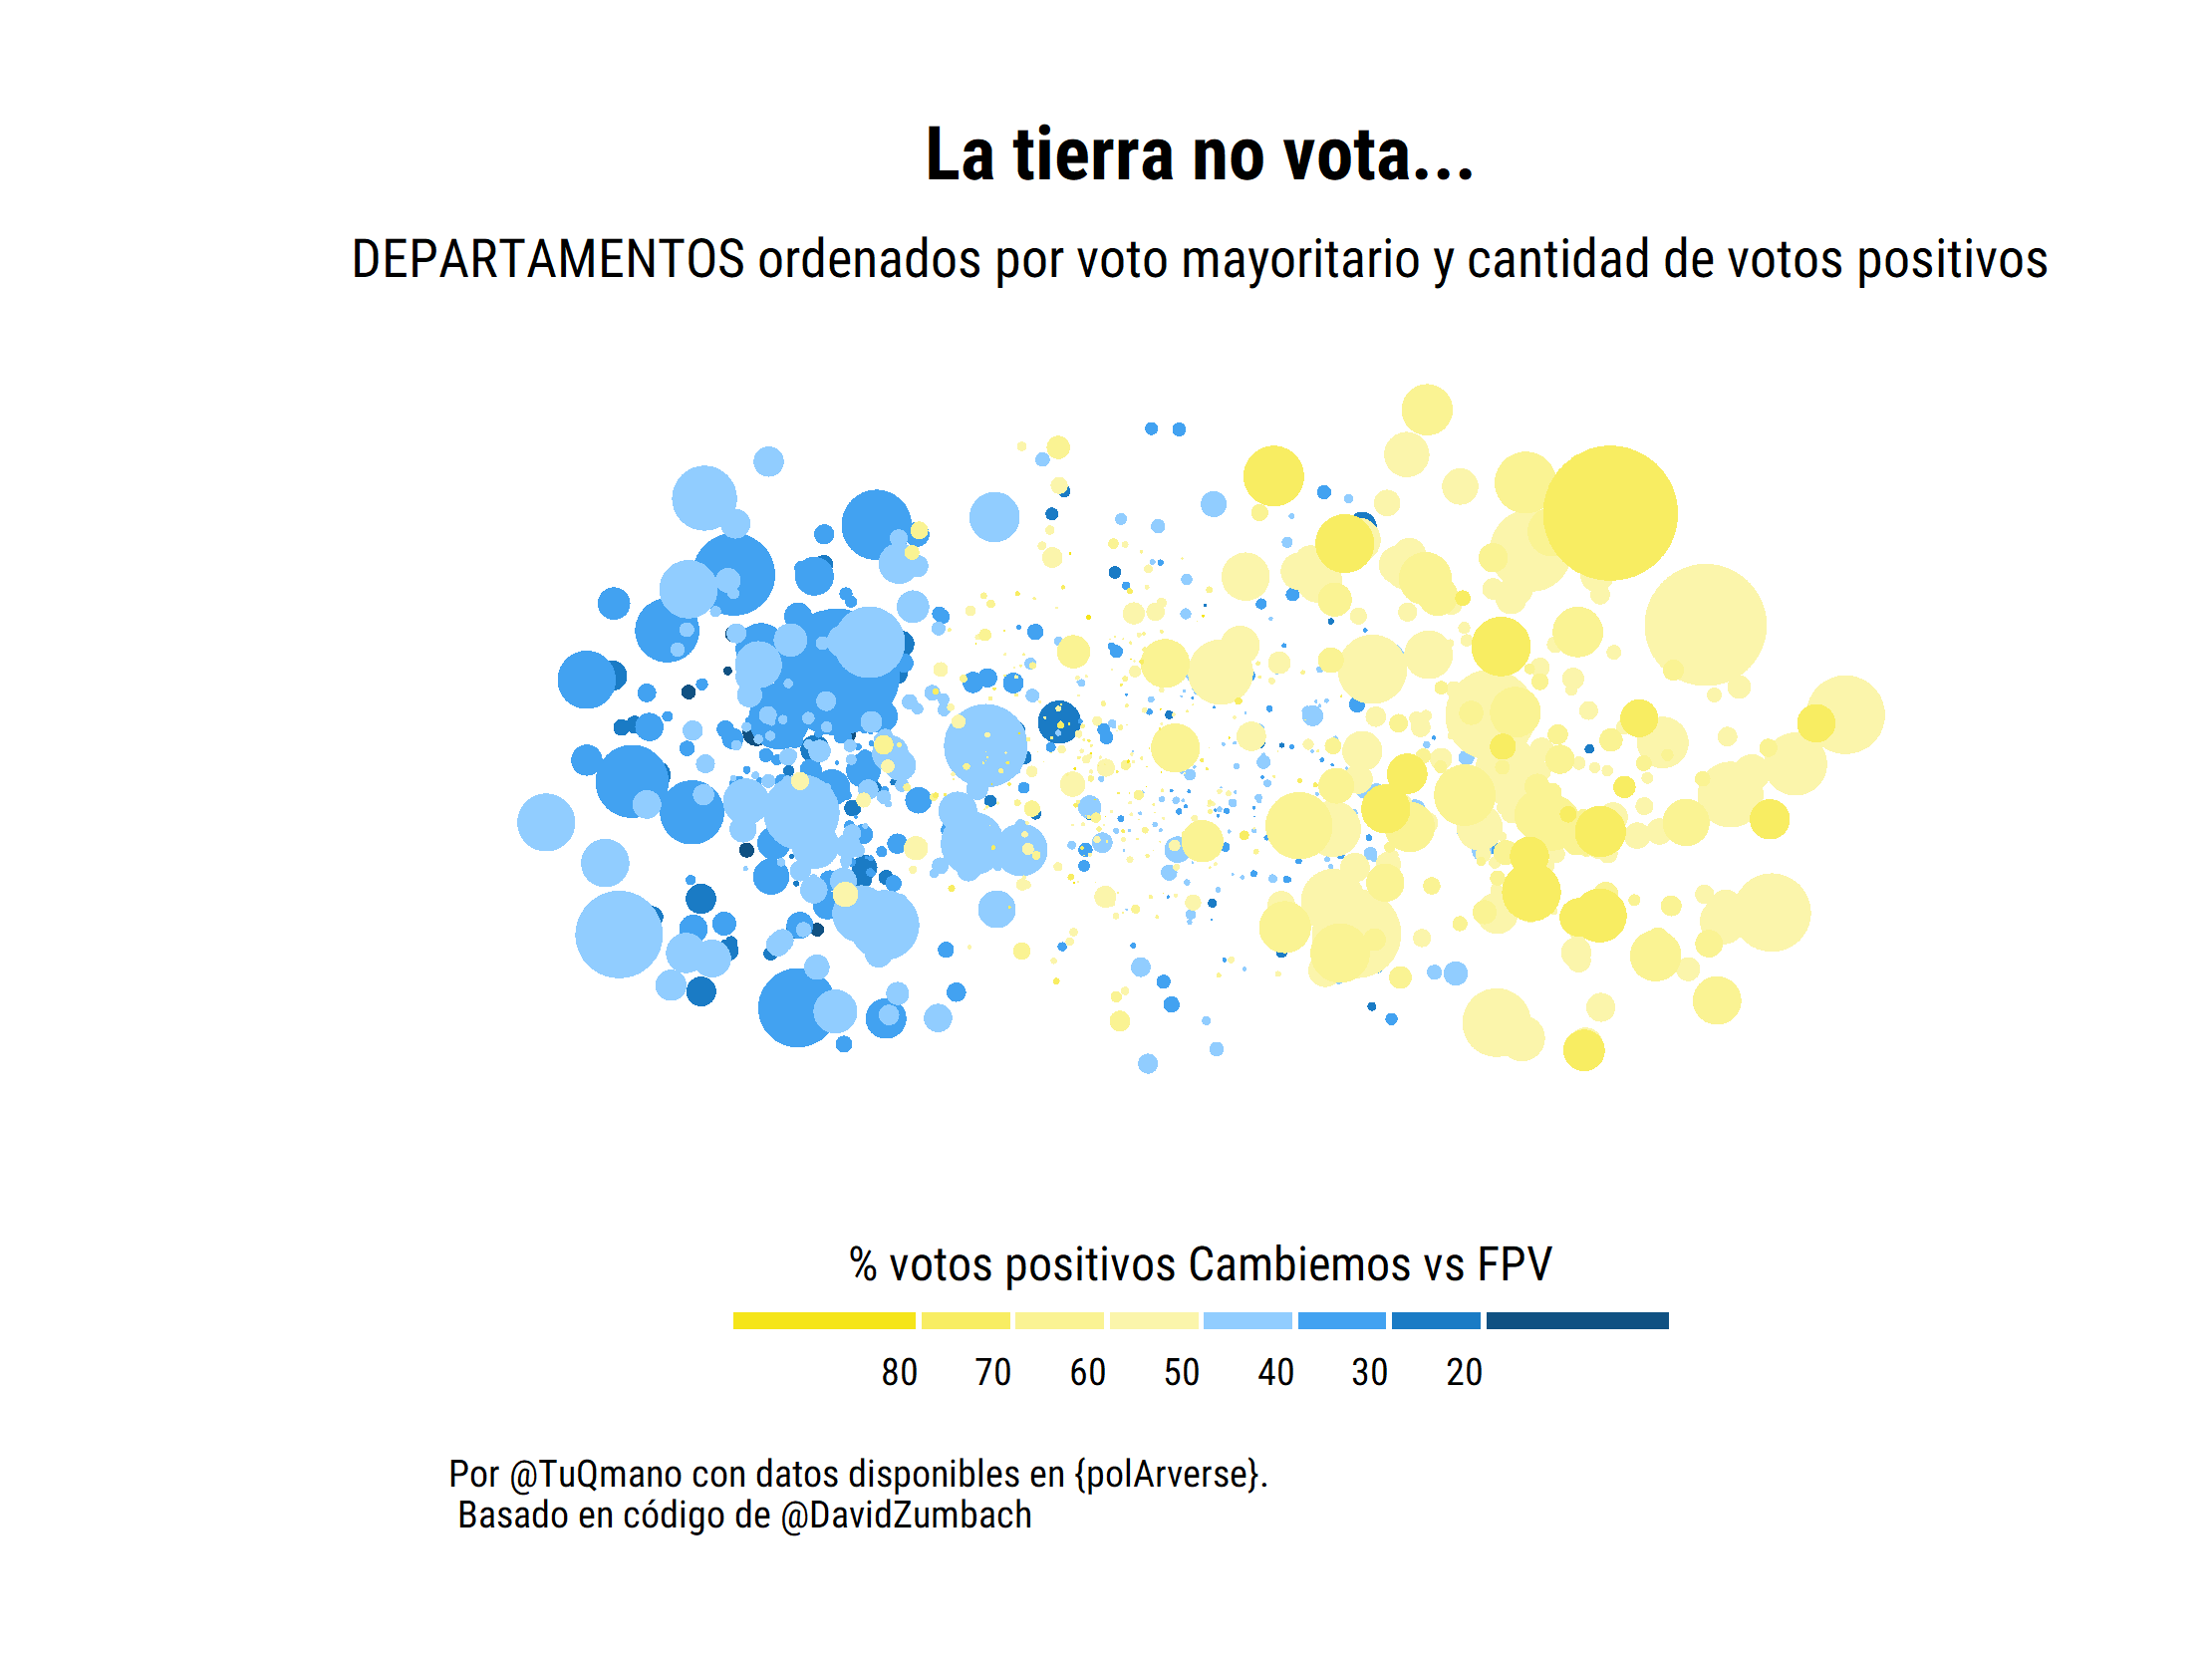 La tierra no vota...
DEPARTAMENTOS ordenados por voto mayoritario y cantidad de votos positivos
% votos positivos Cambiemos vs FPV
80 70 60 50 40 30 20
Por @TuQmano con datos disponibles en {polArverse}.
Basado en código de @DavidZumbach